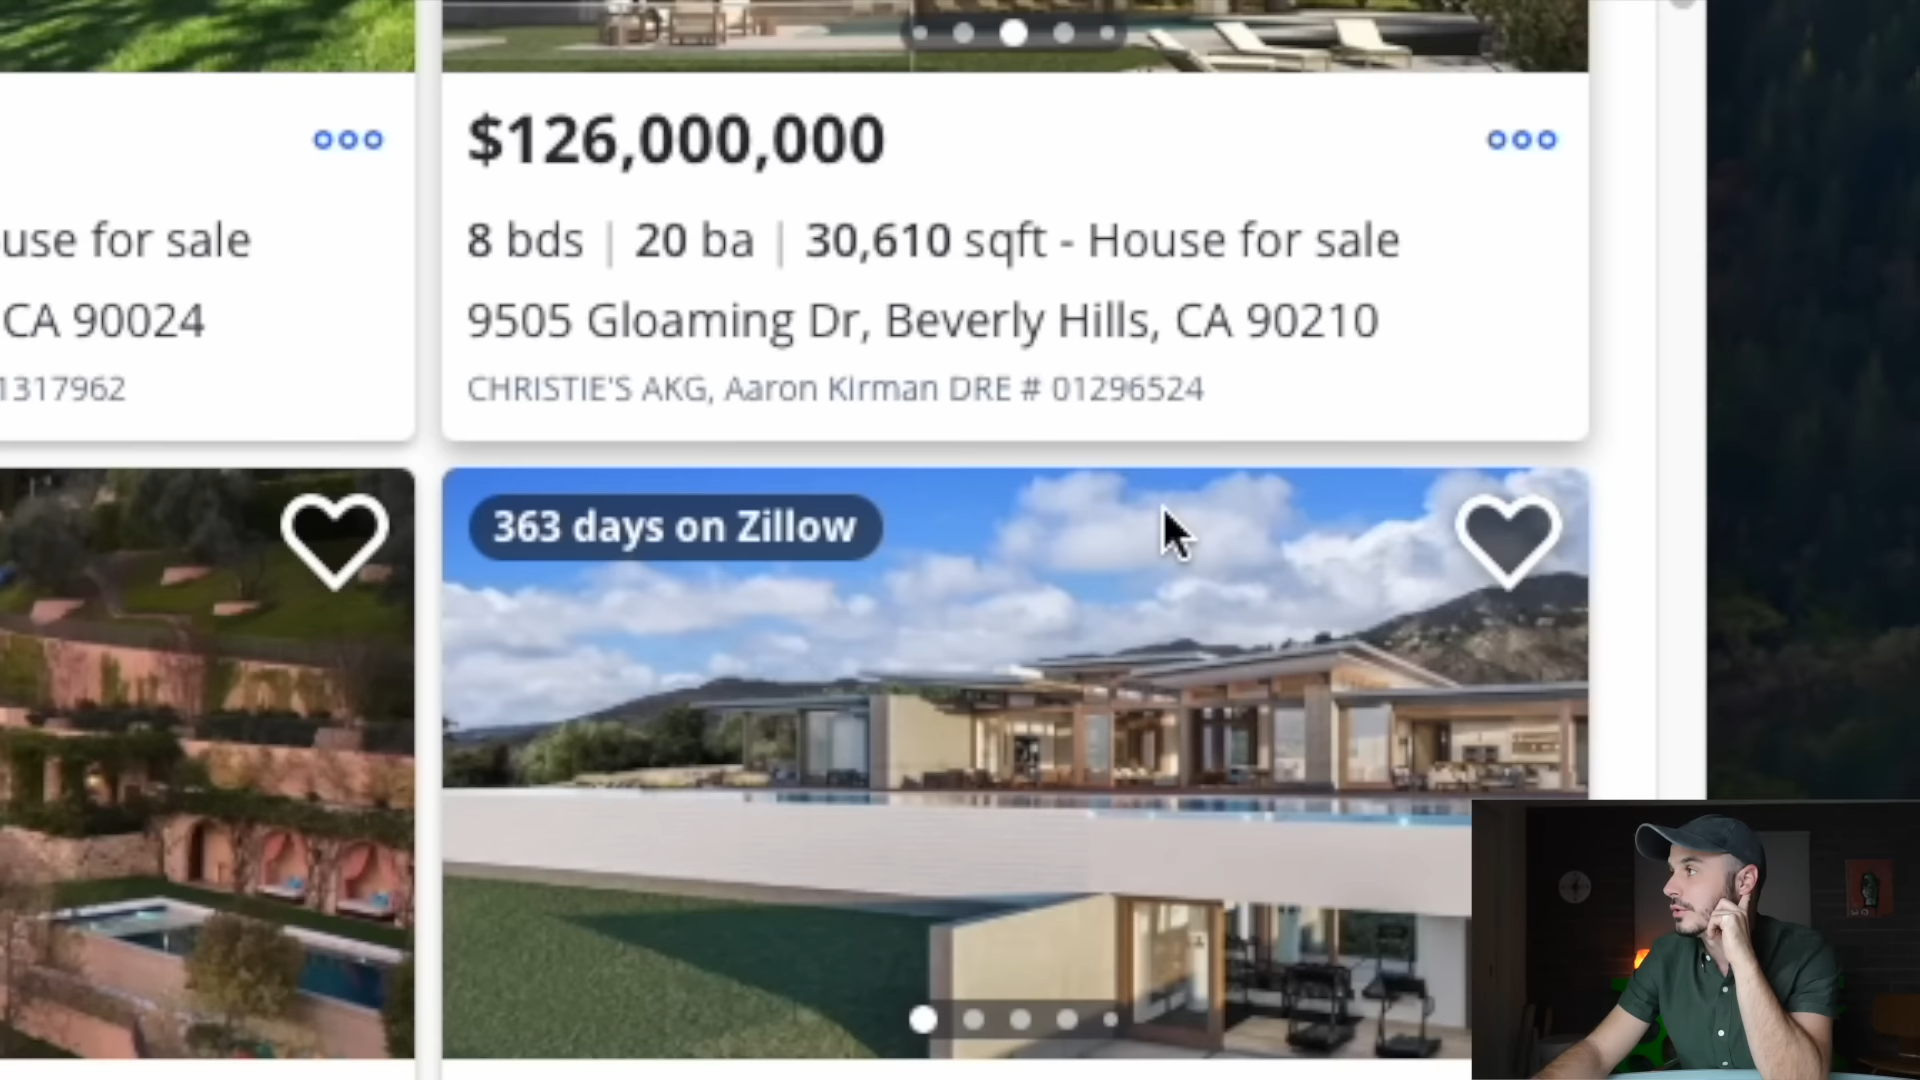 use for sale
CA 90024
1317962
$126,000,000
8 bds | 20 ba | 30,610 sqft - House for sale
9505 Gloaming Dr, Beverly Hills, CA 90210
CHRISTIE'S AKG, Aaron Kirman DRE # 01296524
363 days on Zillow